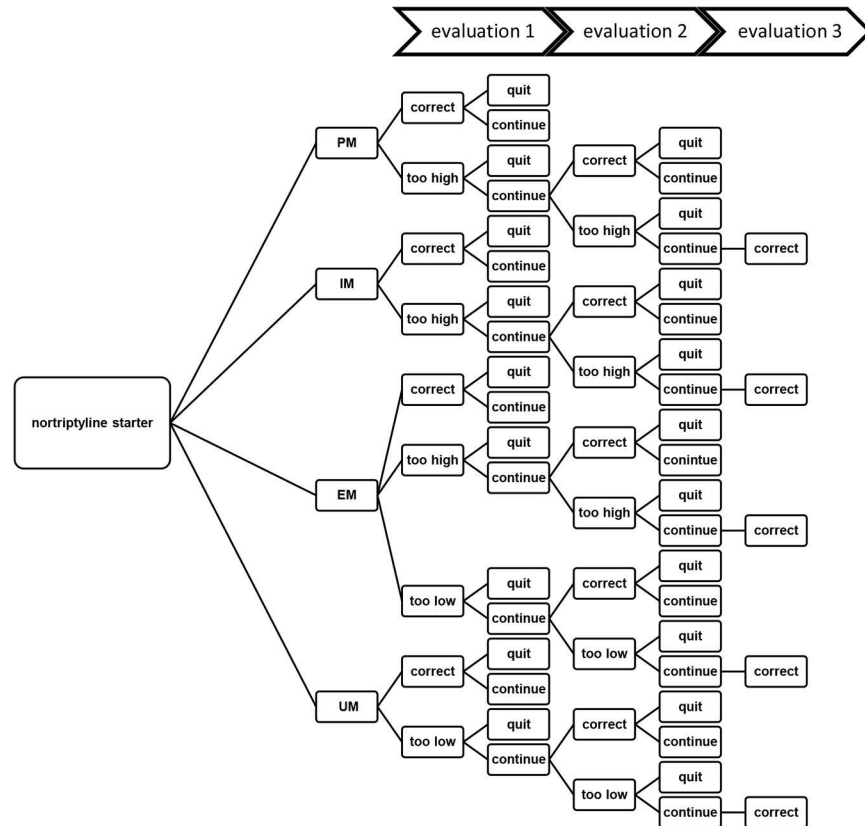 evaluation 1 evaluation 2 evaluation 3
quit
correct
continue
PM
quit
quit
correct
too high
continue
continue
quit
too high
quit
correct
continue
correct
IM
continue
quit
quit
correct
too high
continue
continue
quit
too high
quit
correct
continue
correct
nortriptyline starter
continue
quit
quit
correct
too high
continue
conintue
EM
quit
too high
continue
correct
quit
quit
correct
too low
continue
continue
quit
quit
too low
correct
continue
correct
UM
continue
quit
quit
correct
too low
continue
continue
quit
too low
continue
correct